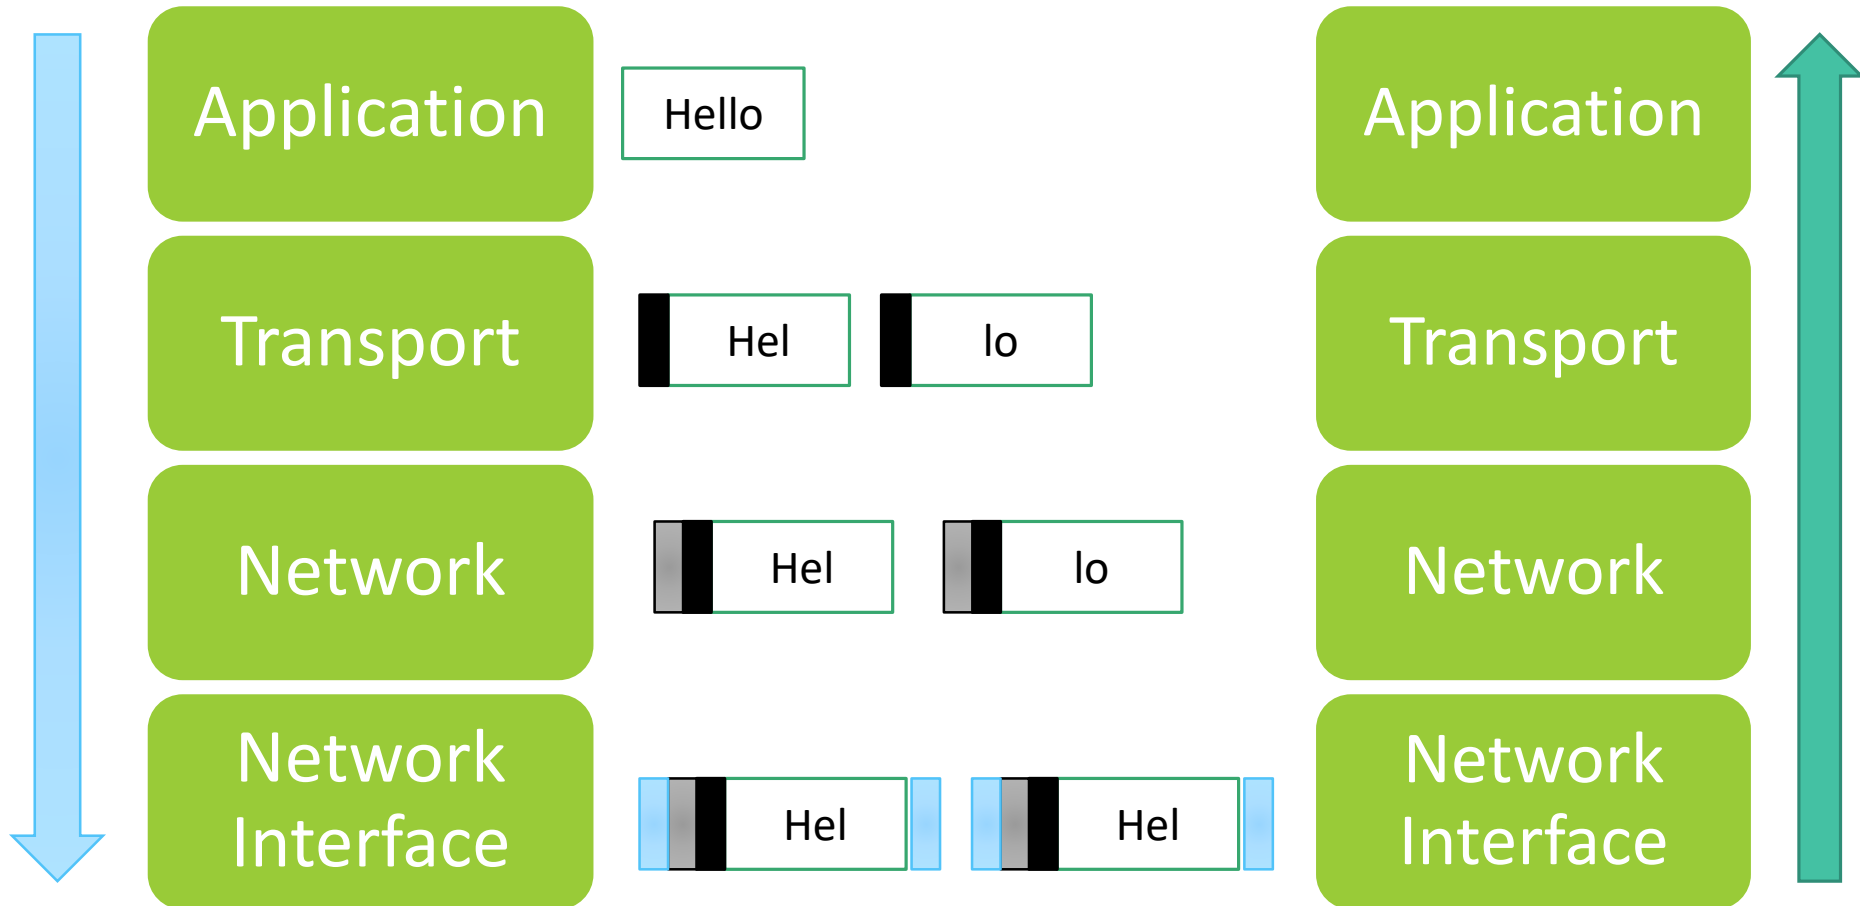 Application
Hello
Application
Transport
Hel
lo
Transport
Network
Hel
lo
Network
Network
Interface
Hel
Hel
Network
Interface